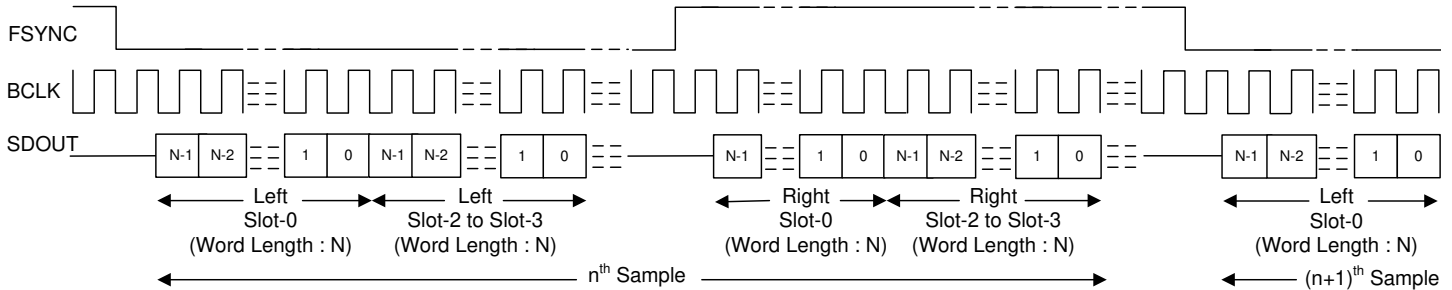 FSYNC
BCLK
SDOUT
N-1 N-2 1 0 N-1 N-2 1 0 N-1 1 0 N-1 N-2 1 0 N-1 N-2 1 0
Left
Slot-0
(Word Length : N)
Left
Slot-2 to Slot-3
(Word Length : N)
Right
Slot-0
(Word Length : N)
Right
Slot-2 to Slot-3
(Word Length : N)
Left
Slot-0
(Word Length : N)
nth Sample
(n+1)th Sample